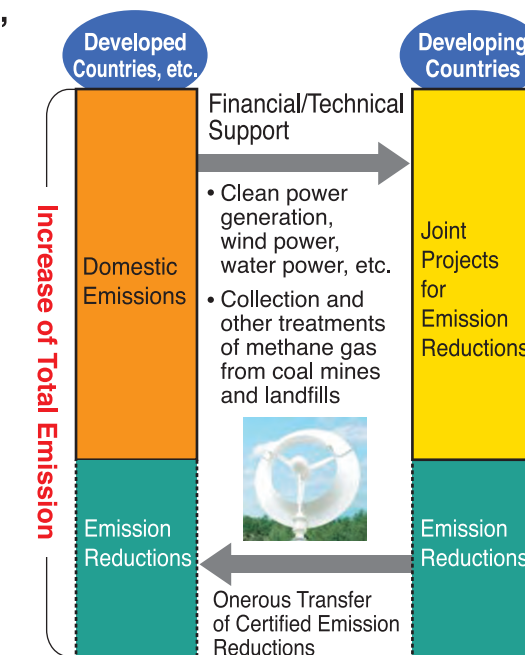 ,
Developed
Countries, etc.
Developing
Countries
Financial/Technical
Support
• Clean power
generation,
wind power,
water power, etc.
• Collection and
other treatments
of methane gas
from coal mines
and landfills
Increase of Total Emission
Domestic
Emissions
Joint
Projects
for
Emission
Reductions
Emission
Reductions
Emission
Reductions
Onerous Transfer
of Certified Emission
Reductions